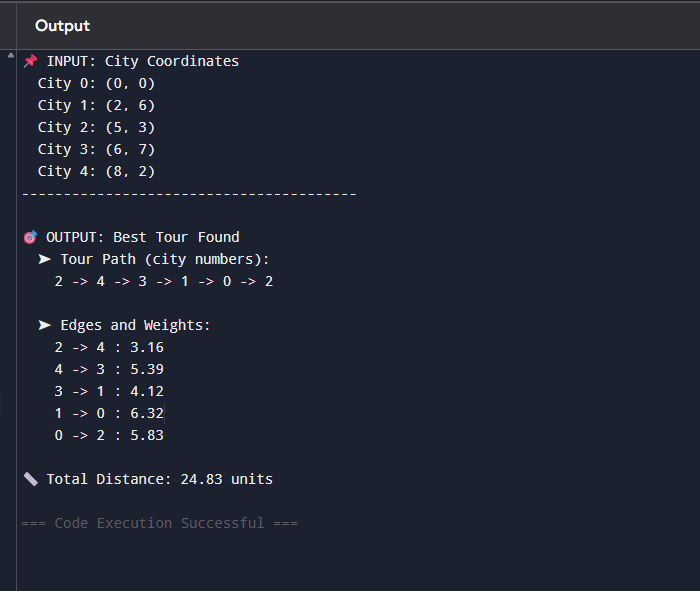 Output
📌 INPUT: City Coordinates
City 0: (0, 0)
City 1: (2, 6)
City 2: (5, 3)
City 3: (6, 7)
City 4: (8, 2)
----------------------------------------
🎯 OUTPUT: Best Tour Found
➤ Tour Path (city numbers):
2 -> 4 -> 3 -> 1 -> 0 -> 2
➤ Edges and Weights:
2 -> 4 : 3.16
4 -> 3 : 5.39
3 -> 1 : 4.12
1 -> 0 : 6.32
0 -> 2 : 5.83
📏 Total Distance: 24.83 units
=== Code Execution Successful ===